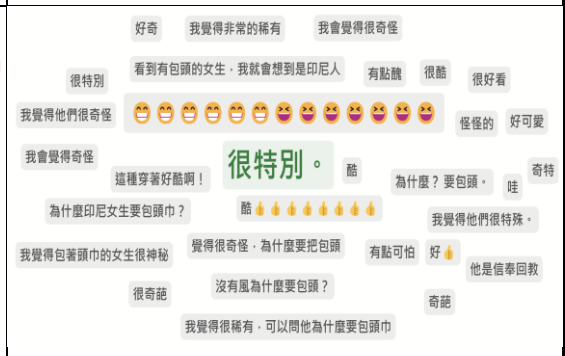 好奇
我覺得非常的稀有
我會覺得很奇怪
看到有包頭的女生，我就會想到是印尼人
有點醜
很酷
很好看
很特別
我覺得他們很奇怪
😁😁😁😁😁😁😆😆😆😆😆😆😆
怪怪的
好可愛
我會覺得奇怪
這種穿著好酷啊！
很特別。
酷
為什麼？要包頭。
哇
奇特
為什麼印尼女生要包頭巾？
酷👍👍👍👍👍👍👍👍
我覺得他們很特殊。
我覺得包著頭巾的女生很神秘
覺得很奇怪，為什麼要把包頭
有點可怕
好👍
他是信奉回教
很奇葩
沒有風為什麼要包頭？
奇葩
我覺得很稀有，可以問他為什麼要包頭巾